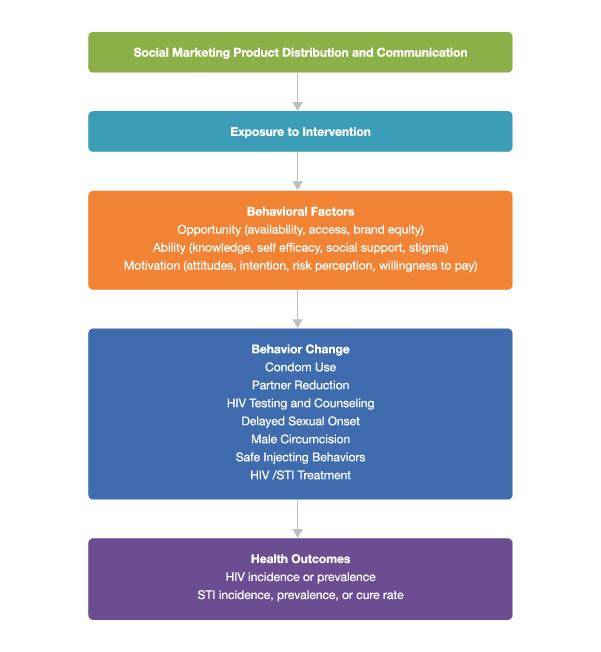 Social Marketing Product Distribution and Communication
Exposure to Intervention
Behavioral Factors
Opportunity (availability, access, brand equity)
Ability (knowledge, self efficacy, social support, stigma)
Motivation (attitudes, intention, risk perception, willingness to pay)
Behavior Change
Condom Use
Partner Reduction
HIV Testing and Counseling
Delayed Sexual Onset
Male Circumcision
Safe Injecting Behaviors
HIV /STI Treatment
Health Outcomes
HIV incidence or prevalence
STI incidence, prevalence, or cure rate